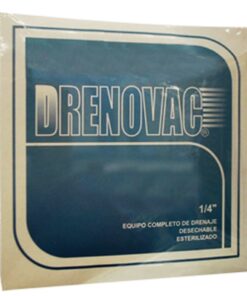 DRENOVAC®
1/4"
EQUIPO COMPLETO DE DRENAJE
DESECHABLE
ESTERILIZADO